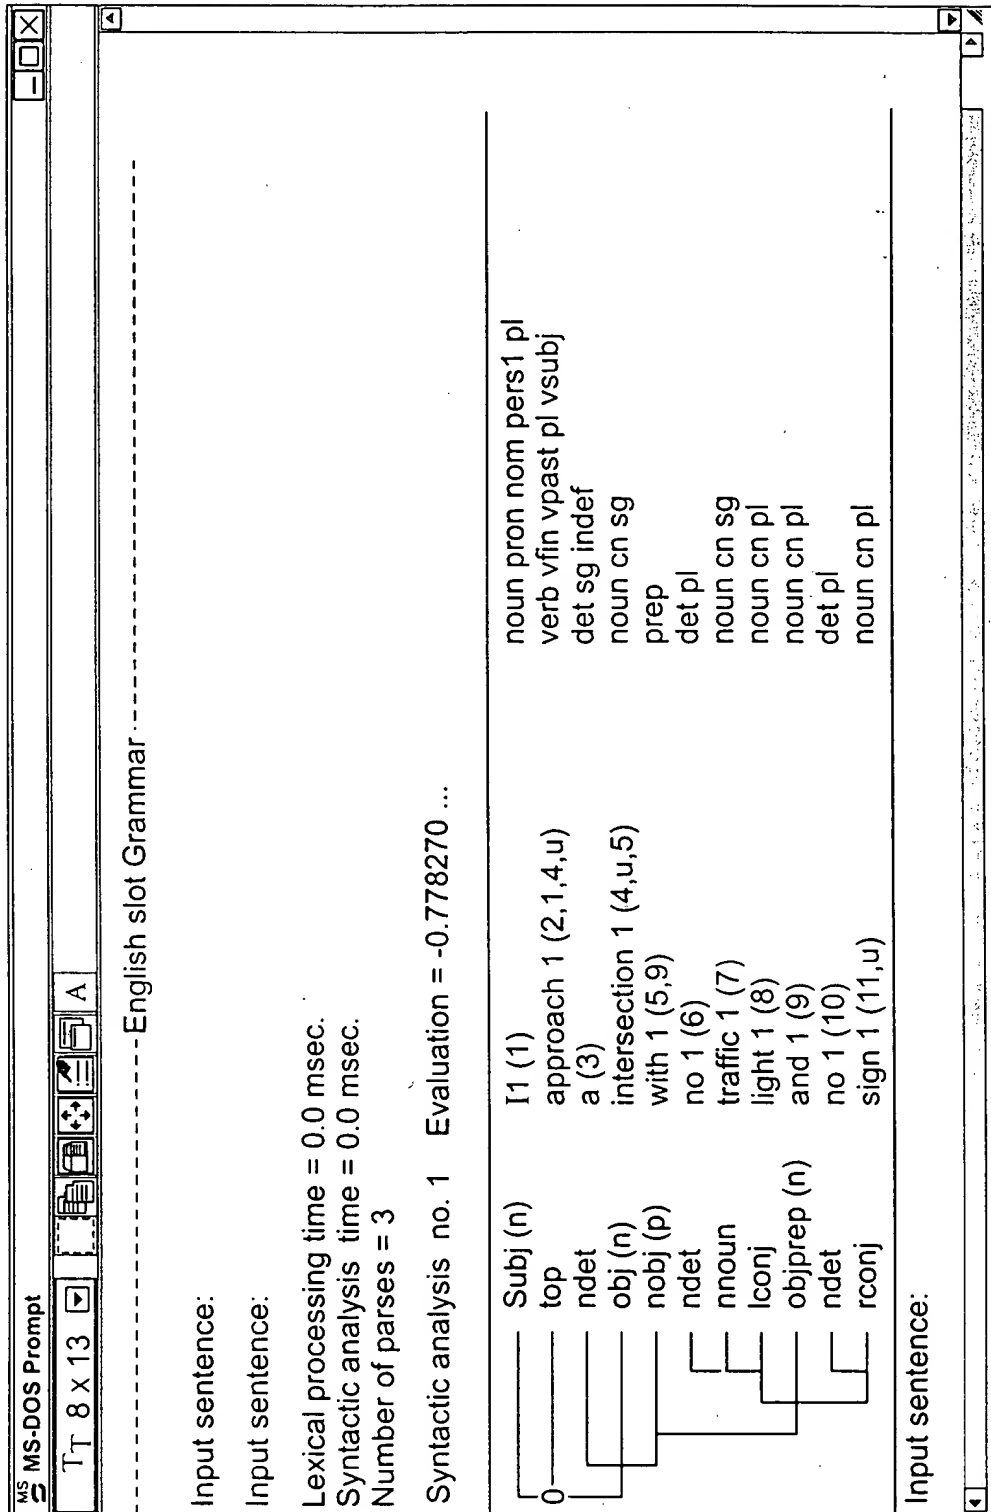 MS MS-DOS Prompt
TT 8 x 13 A
English slot Grammar
Input sentence:
Input sentence:
Lexical processing time = 0.0 msec.
Syntactic analysis time = 0.0 msec.
Number of parses = 3
Syntactic analysis no. 1 Evaluation = -0.778270 ...
Subj (n) I1 (1) noun pron nom pers1 pl
0 top approach 1 (2,1,4,u) verb vfin vpast pl vsubj
ndet a (3) det sg indef
obj (n) intersection 1 (4,u,5) noun cn sg
nobj (p) with 1 (5,9) prep
ndet no 1 (6) det pl
nnoun traffic 1 (7) noun cn sg
lconj light 1 (8) noun cn pl
objprep (n) and 1 (9) noun cn pl
ndet no 1 (10) det pl
rconj sign 1 (11,u) noun cn pl
Input sentence: